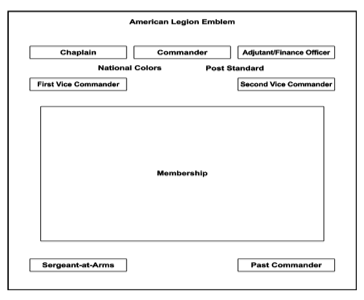 American Legion Emblem
Chaplain Commander Adjutant/Finance Officer
National Colors Post Standard
First Vice Commander Second Vice Commander
Membership
Sergeant-at-Arms Past Commander